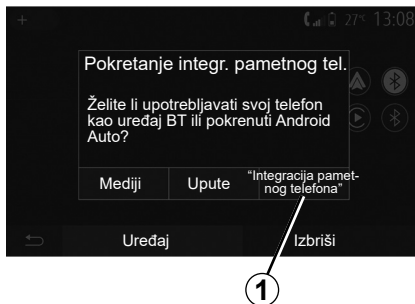 + 27°C 13:08
Pokretanje integr. pametnog tel.
Želite li upotrebljavati svoj telefon
kao uređaj BT ili pokrenuti Android
Auto?
Mediji Upute "Integracija pamet-
nog telefona"
Uređaj Izbriši
1